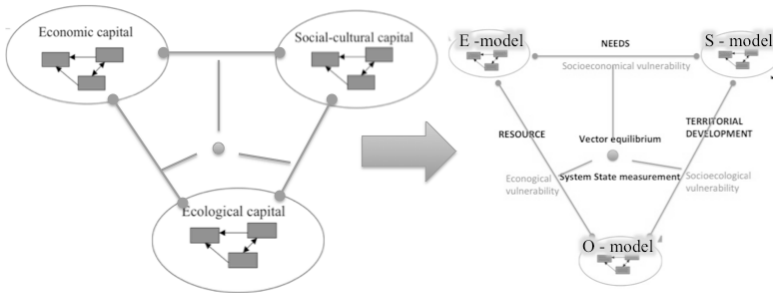 Economic capital
Social-cultural capital
Ecological capital
E -model
NEEDS
S - model
Socioeconomical vulnerability
RESOURCE
TERRITORIAL
DEVELOPMENT
Vector equilibrium
System State measurement
Econogical
vulnerability
Socioecological
vulnerability
O - model